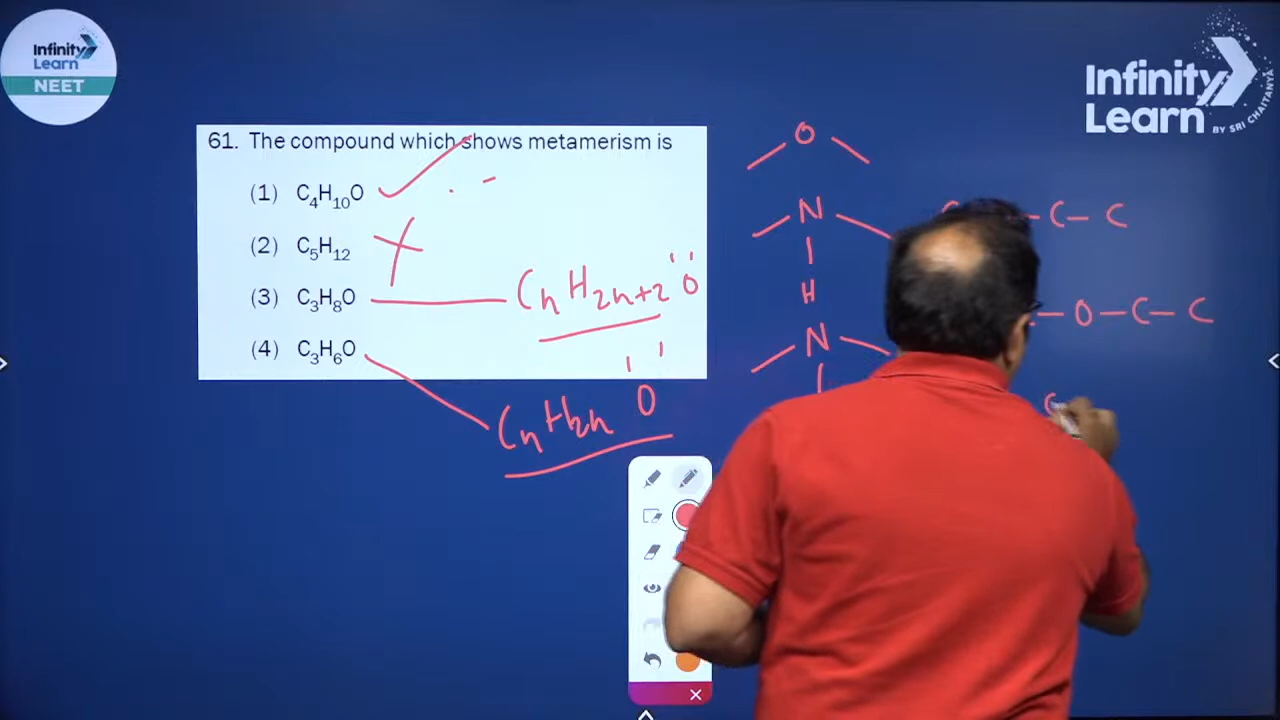 Infinity
Learn
NEET
Infinity
Learn
BY SRI CHAITANYA
61. The compound which shows metamerism is
(1) C₄H₁₀O
(2) C₅H₁₂
(3) C₃H₈O
(4) C₃H₆O
CₙH₂ₙ₊₂O
CₙH₂ₙO
O
N
H
N
C–C
–O–C–C